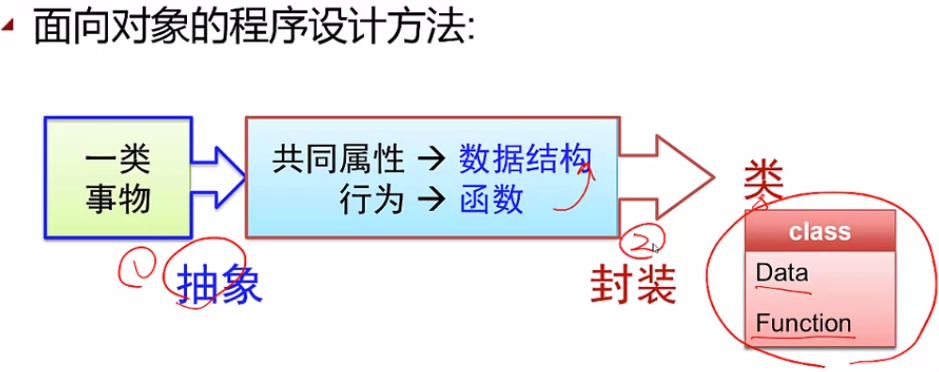 面向对象的程序设计方法:
一类
事物
共同属性 → 数据结构
行为 → 函数
类
class
Data
Function
① 抽象
② 封装